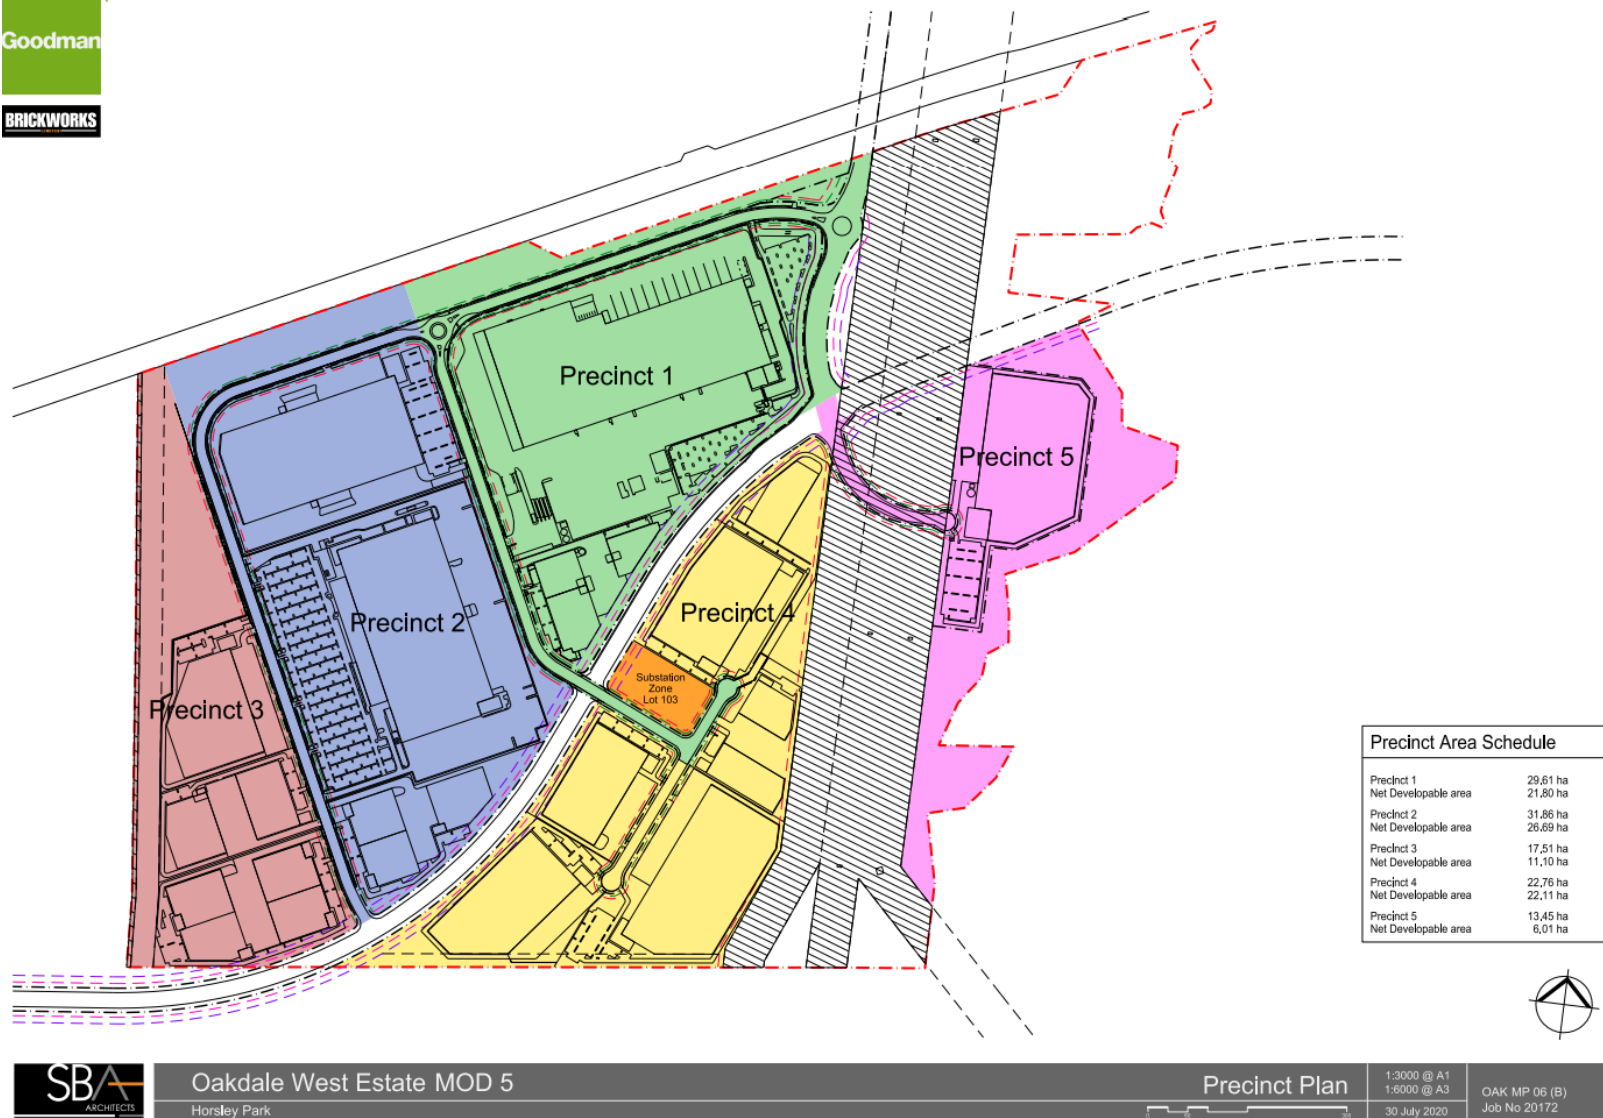 Goodman
BRICKWORKS
Precinct 1
Precinct 5
Precinct 2
Precinct 4
Substation
Zone
Lot 103
Precinct 3
Precinct Area Schedule
Precinct 1 29,61 ha
Net Developable area 21,80 ha
Precinct 2 31,86 ha
Net Developable area 26,69 ha
Precinct 3 17,51 ha
Net Developable area 11,10 ha
Precinct 4 22,76 ha
Net Developable area 22,11 ha
Precinct 5 13,45 ha
Net Developable area 6,01 ha
SBA
ARCHITECTS
Oakdale West Estate MOD 5
Horsley Park
Precinct Plan
1:3000 @ A1
1:6000 @ A3
30 July 2020
OAK MP 06 (B)
Job No 20172